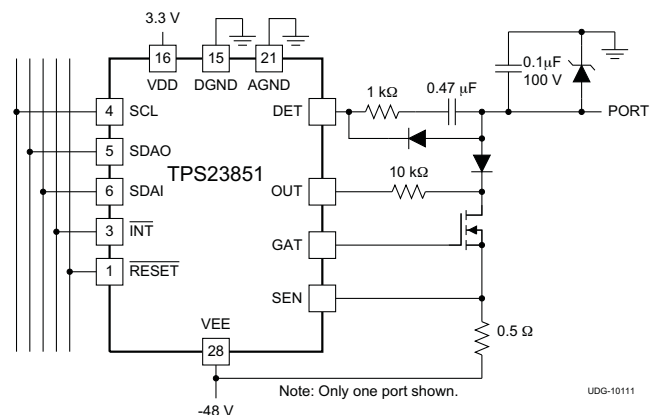 3.3 V
16
15
21
VDD
DGND
AGND
4
SCL
DET
1 kΩ
0.47 μF
0.1μF
100 V
PORT
5
SDAO
TPS23851
6
SDAI
OUT
10 kΩ
3
INT
GAT
1
RESET
SEN
VEE
28
0.5 Ω
Note: Only one port shown.
UDG-10111
-48 V